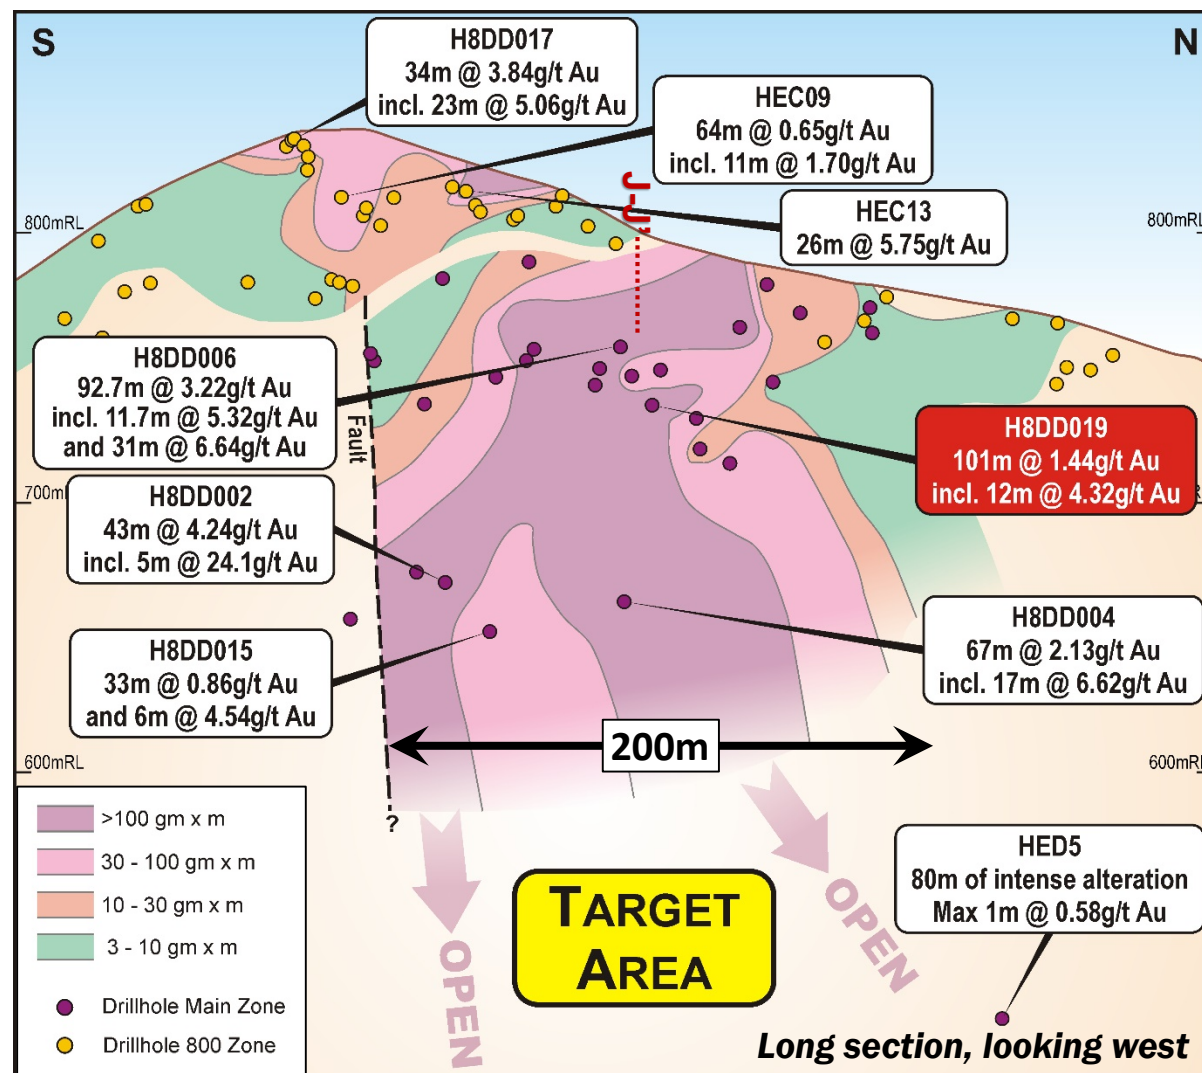 S
N
H8DD017
34m @ 3.84g/t Au
incl. 23m @ 5.06g/t Au
HEC09
64m @ 0.65g/t Au
incl. 11m @ 1.70g/t Au
J-J'
HEC13
26m @ 5.75g/t Au
800mRL
800mRL
H8DD006
92.7m @ 3.22g/t Au
incl. 11.7m @ 5.32g/t Au
and 31m @ 6.64g/t Au
Fault
H8DD019
101m @ 1.44g/t Au
incl. 12m @ 4.32g/t Au
H8DD002
43m @ 4.24g/t Au
incl. 5m @ 24.1g/t Au
H8DD004
67m @ 2.13g/t Au
incl. 17m @ 6.62g/t Au
H8DD015
33m @ 0.86g/t Au
and 6m @ 4.54g/t Au
200m
600mRL
600mRL
?
>100 gm x m
30 - 100 gm x m
10 - 30 gm x m
3 - 10 gm x m
Drillhole Main Zone
Drillhole 800 Zone
OPEN
TARGET
AREA
OPEN
HED5
80m of intense alteration
Max 1m @ 0.58g/t Au
Long section, looking west